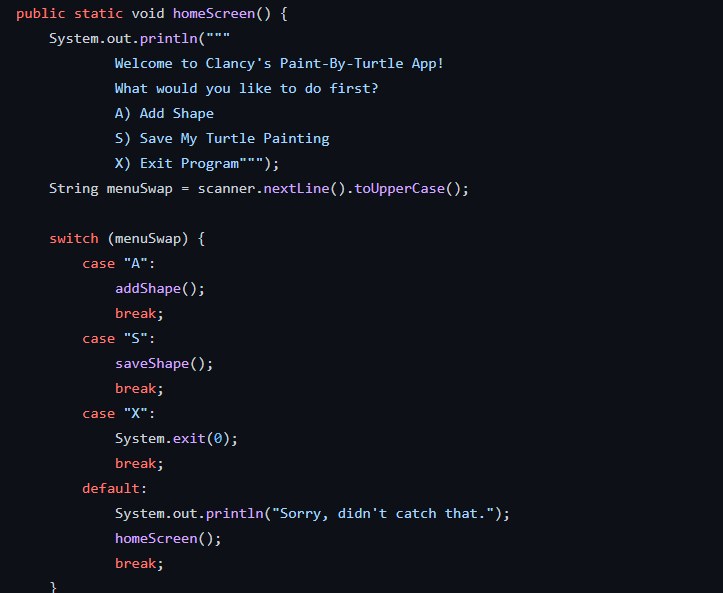 public static void homeScreen() {
System.out.println("""
Welcome to Clancy's Paint-By-Turtle App!
What would you like to do first?
A) Add Shape
S) Save My Turtle Painting
X) Exit Program""");
String menuSwap = scanner.nextLine().toUpperCase();
switch (menuSwap) {
case "A":
addShape();
break;
case "S":
saveShape();
break;
case "X":
System.exit(0);
break;
default:
System.out.println("Sorry, didn't catch that.");
homeScreen();
break;
}